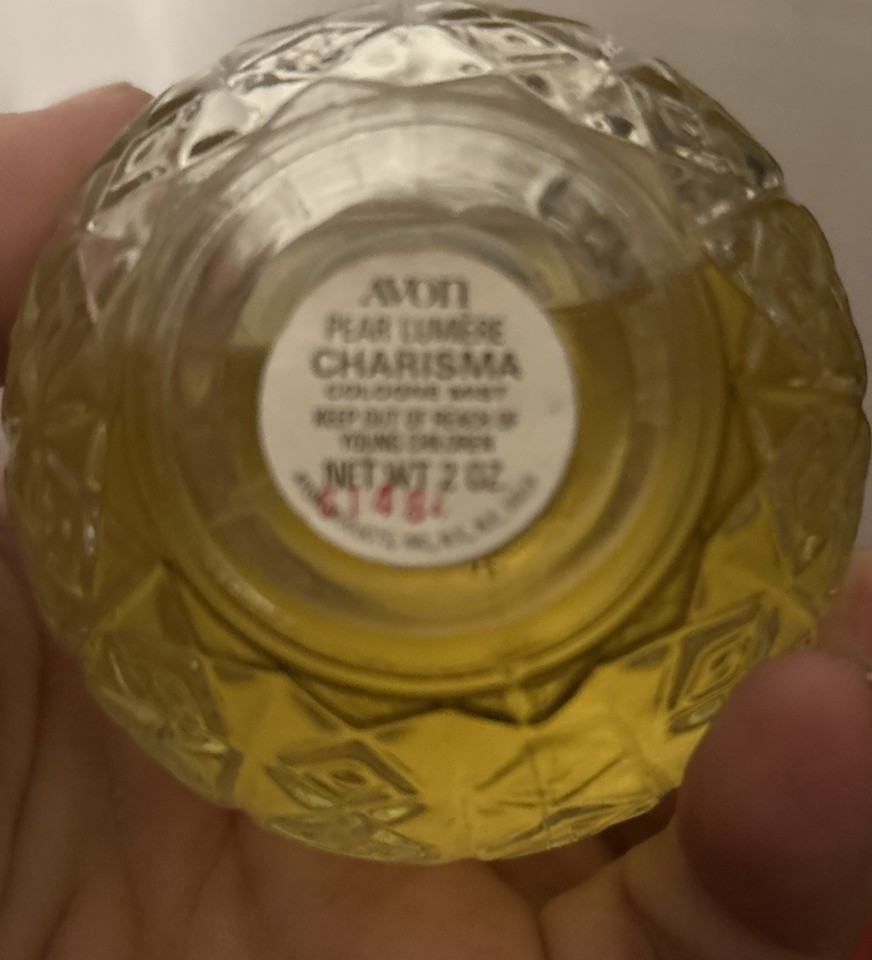 AVON
PEAR LUMIÈRE
CHARISMA
COLOGNE MIST
KEEP OUT OF REACH OF
YOUNG CHILDREN
NET WT 2 OZ.